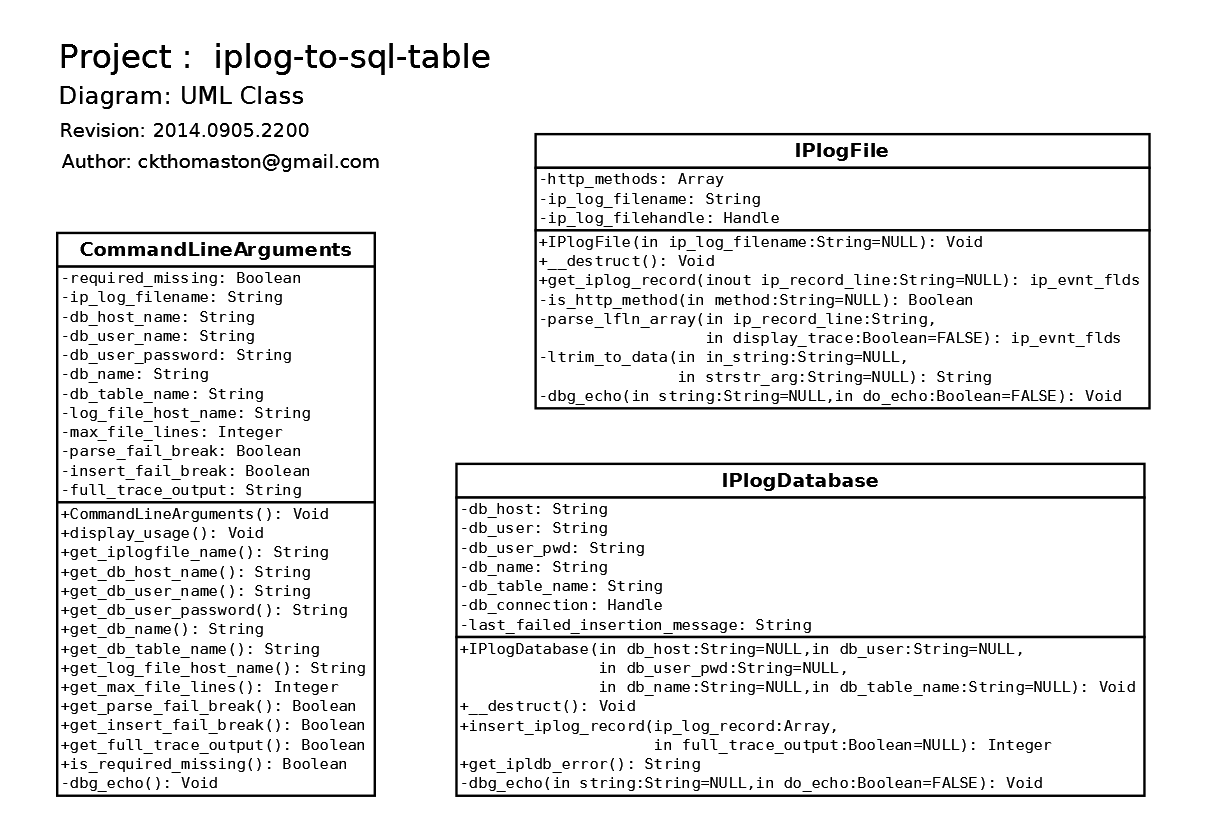 Project :  iplog-to-sql-table
Diagram: UML Class
Revision: 2014.0905.2200
Author: ckthomaston@gmail.com
CommandLineArguments
-required_missing: Boolean
-ip_log_filename: String
-db_host_name: String
-db_user_name: String
-db_user_password: String
-db_name: String
-db_table_name: String
-log_file_host_name: String
-max_file_lines: Integer
-parse_fail_break: Boolean
-insert_fail_break: Boolean
-full_trace_output: String
+CommandLineArguments(): Void
+display_usage(): Void
+get_iplogfile_name(): String
+get_db_host_name(): String
+get_db_user_name(): String
+get_db_user_password(): String
+get_db_name(): String
+get_db_table_name(): String
+get_log_file_host_name(): String
+get_max_file_lines(): Integer
+get_parse_fail_break(): Boolean
+get_insert_fail_break(): Boolean
+get_full_trace_output(): Boolean
+is_required_missing(): Boolean
-dbg_echo(): Void
IPlogFile
-http_methods: Array
-ip_log_filename: String
-ip_log_filehandle: Handle
+IPlogFile(in ip_log_filename:String=NULL): Void
+__destruct(): Void
+get_iplog_record(inout ip_record_line:String=NULL): ip_evnt_flds
-is_http_method(in method:String=NULL): Boolean
-parse_lfln_array(in ip_record_line:String,
in display_trace:Boolean=FALSE): ip_evnt_flds
-ltrim_to_data(in in_string:String=NULL,
in strstr_arg:String=NULL): String
-dbg_echo(in string:String=NULL,in do_echo:Boolean=FALSE): Void
IPlogDatabase
-db_host: String
-db_user: String
-db_user_pwd: String
-db_name: String
-db_table_name: String
-db_connection: Handle
-last_failed_insertion_message: String
+IPlogDatabase(in db_host:String=NULL,in db_user:String=NULL,
in db_user_pwd:String=NULL,
in db_name:String=NULL,in db_table_name:String=NULL): Void
+__destruct(): Void
+insert_iplog_record(ip_log_record:Array,
in full_trace_output:Boolean=NULL): Integer
+get_ipldb_error(): String
-dbg_echo(in string:String=NULL,in do_echo:Boolean=FALSE): Void